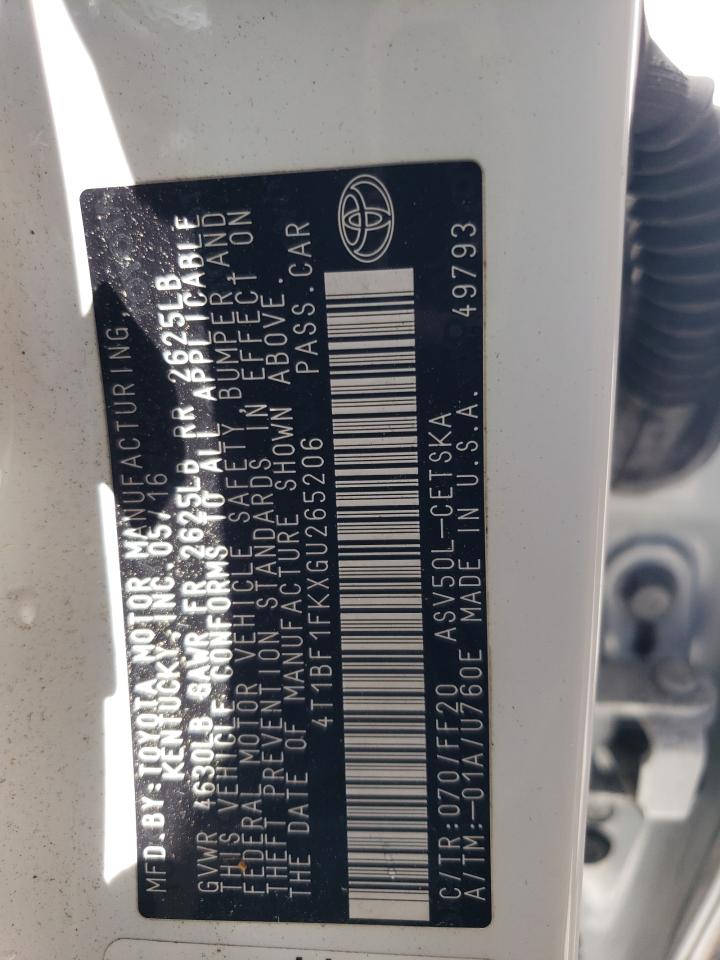 MFD.BY:TOYOTA MOTOR MANUFACTURING,
KENTUCKY, INC. 05/16
GVWR 4630LB GAWR FR 2625LB RR 2625LB
THIS VEHICLE CONFORMS TO ALL APPLICABLE
FEDERAL MOTOR VEHICLE SAFETY, BUMPER, AND
THEFT PREVENTION STANDARDS IN EFFECT ON
THE DATE OF MANUFACTURE SHOWN ABOVE.
4T1BF1FKXGU265206 PASS.CAR
C/TR:070/FF20 ASV50L-CETSKA
A/TM:-01A/U760E MADE IN U.S.A. 49793